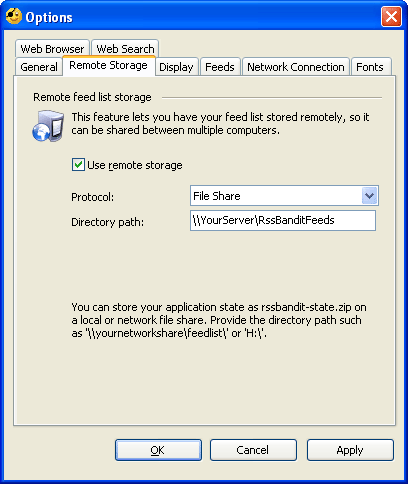 Options
Web Browser Web Search
General Remote Storage Display Feeds Network Connection Fonts
Remote feed list storage
This feature lets you have your feed list stored remotely, so it
can be shared between multiple computers.
Use remote storage
Protocol: File Share
Directory path: \\YourServer\RssBanditFeeds
You can store your application state as rssbandit-state.zip on
a local or network file share. Provide the directory path such
as '\\yournetworkshare\feedlist\' or 'H:\'.
OK Cancel Apply